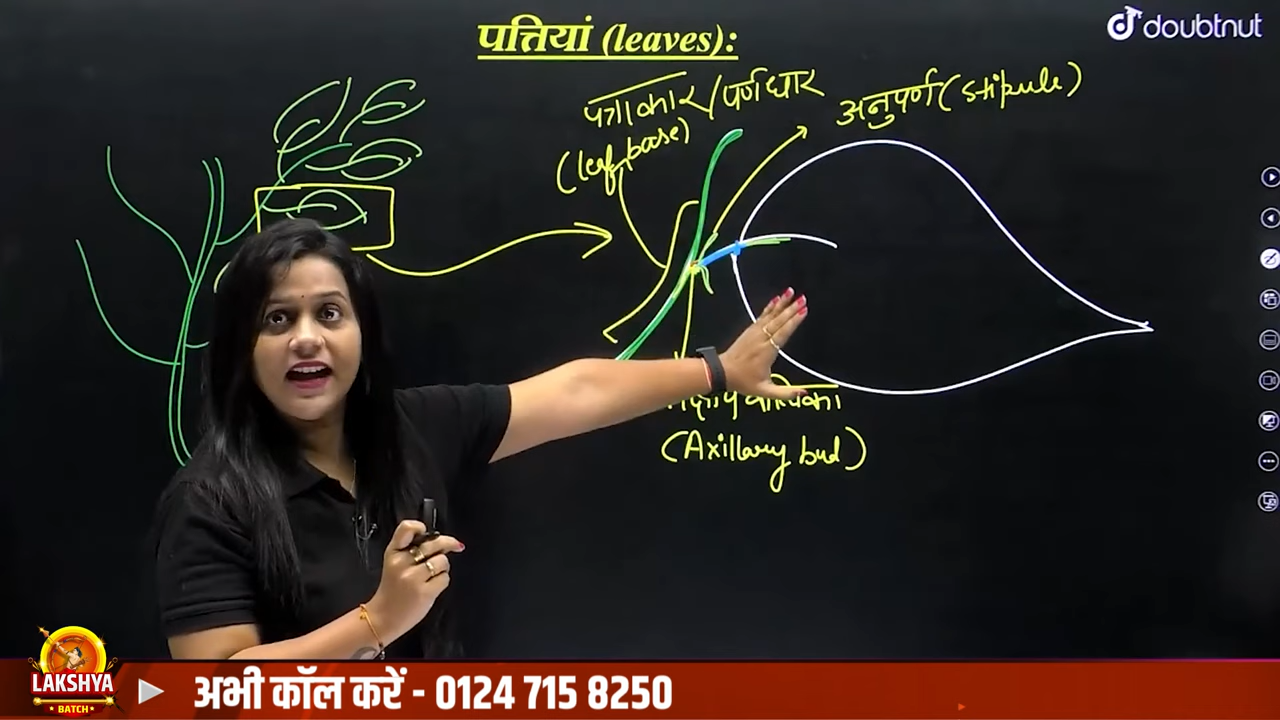 पत्तियां (leaves):
doubtnut
पत्राकार/पर्णधार
(leaf base)
अनुपर्ण (stipule)
(Axillary bud)
LAKSHYA
BATCH
अभी कॉल करें - 0124 715 8250